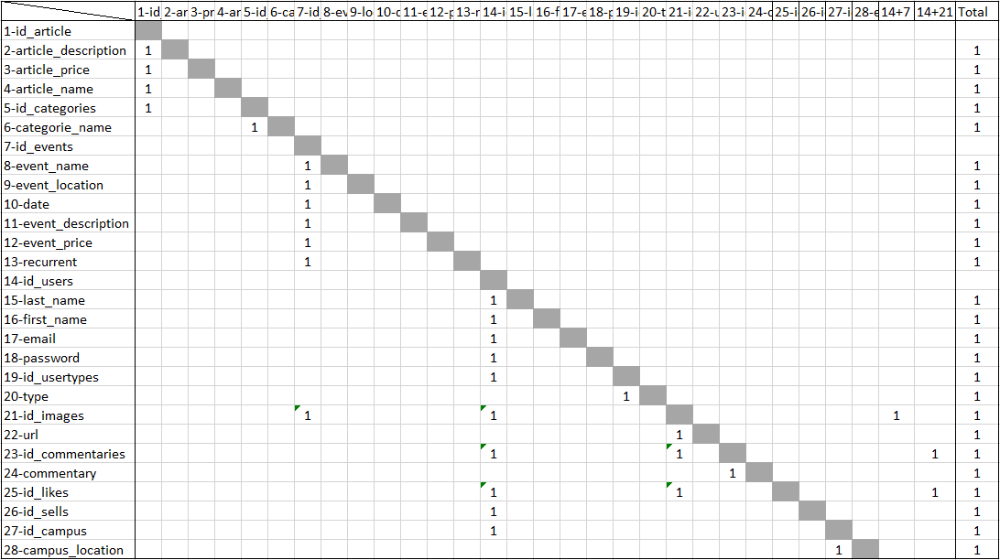 1-id 2-ar 3-pr 4-ar 5-id 6-ca 7-id 8-ev 9-lo 10-d 11-e 12-p 13-r 14-i 15-l 16-f 17-e 18-p 19-i 20-t 21-i 22-u 23-i 24-c 25-i 26-i 27-i 28-e 14+7 14+21 Total
1-id_article
2-article_description 1 1
3-article_price 1 1
4-article_name 1 1
5-id_categories 1 1
6-categorie_name 1 1
7-id_events
8-event_name 1 1
9-event_location 1 1
10-date 1 1
11-event_description 1 1
12-event_price 1 1
13-recurrent 1 1
14-id_users
15-last_name 1 1
16-first_name 1 1
17-email 1 1
18-password 1 1
19-id_usertypes 1 1
20-type 1 1
21-id_images 1 1 1 1
22-url 1 1
23-id_commentaries 1 1 1 1
24-commentary 1 1
25-id_likes 1 1 1 1
26-id_sells 1 1
27-id_campus 1 1
28-campus_location 1 1